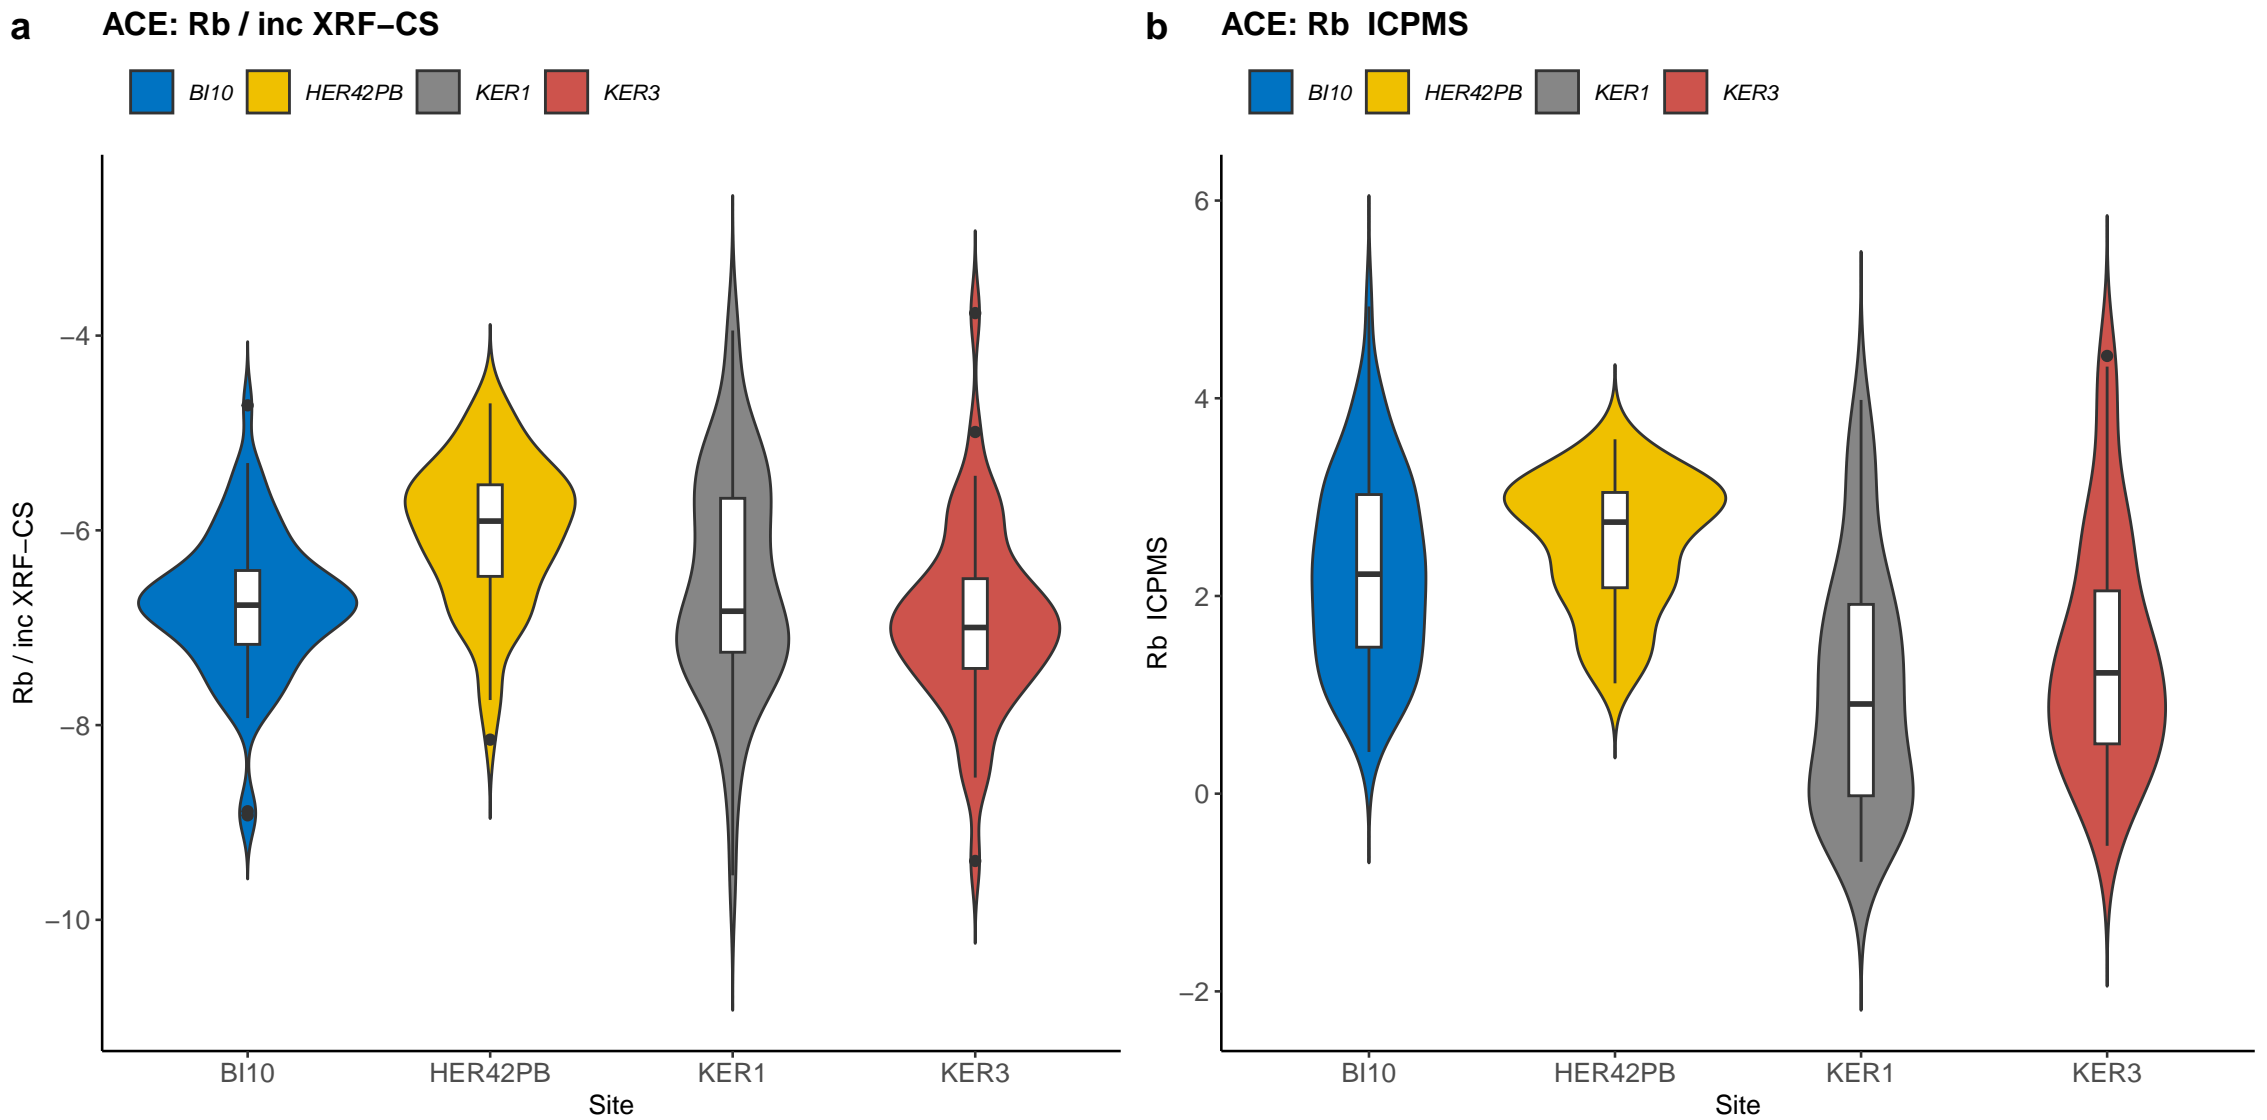 a ACE: Rb / inc XRF–CS
BI10 HER42PB KER1 KER3
Rb / inc XRF–CS
–4
–6
–8
–10
BI10 HER42PB KER1 KER3
Site
b ACE: Rb  ICPMS
BI10 HER42PB KER1 KER3
Rb  ICPMS
6
4
2
0
–2
BI10 HER42PB KER1 KER3
Site